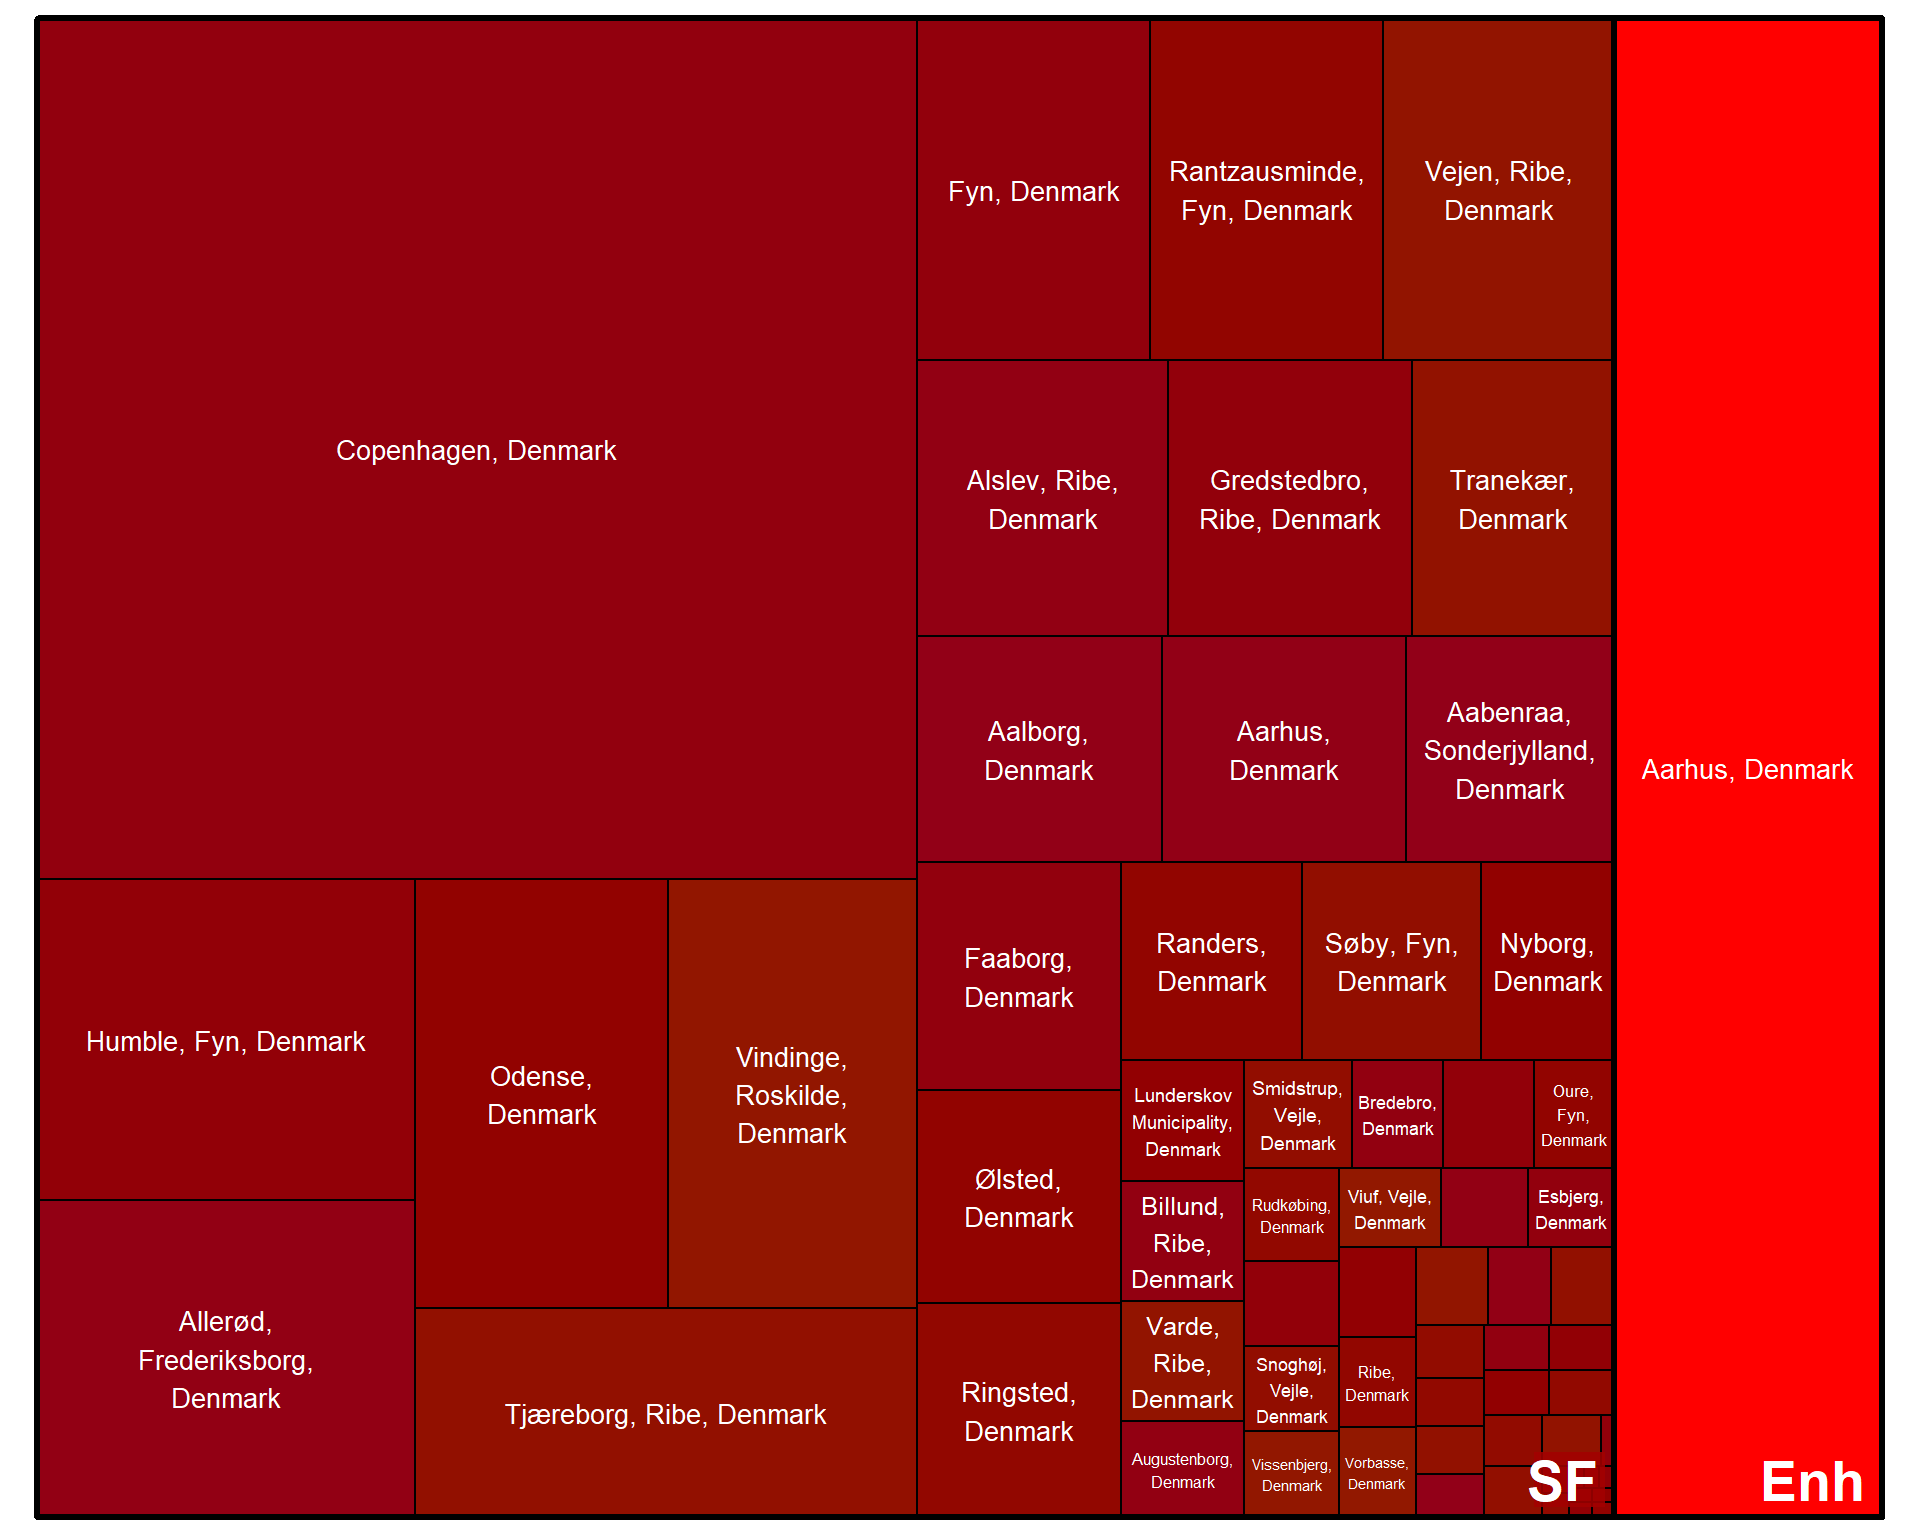 Copenhagen, Denmark
Fyn, Denmark
Rantzausminde,
Fyn, Denmark
Vejen, Ribe,
Denmark
Alslev, Ribe,
Denmark
Gredstedbro,
Ribe, Denmark
Tranekær,
Denmark
Aalborg,
Denmark
Aarhus,
Denmark
Aabenraa,
Sonderjylland,
Denmark
Aarhus, Denmark
Humble, Fyn, Denmark
Odense,
Denmark
Vindinge,
Roskilde,
Denmark
Allerød,
Frederiksborg,
Denmark
Tjæreborg, Ribe, Denmark
Faaborg,
Denmark
Ølsted,
Denmark
Ringsted,
Denmark
Randers,
Denmark
Søby, Fyn,
Denmark
Nyborg,
Denmark
Lunderskov
Municipality,
Denmark
Smidstrup,
Vejle,
Denmark
Bredebro,
Denmark
Oure,
Fyn,
Denmark
Billund,
Ribe,
Denmark
Rudkøbing,
Denmark
Viuf, Vejle,
Denmark
Esbjerg,
Denmark
Varde,
Ribe,
Denmark
Snoghøj,
Vejle,
Denmark
Ribe,
Denmark
Augustenborg,
Denmark
Vissenbjerg,
Denmark
Vorbasse,
Denmark
SF
Enh